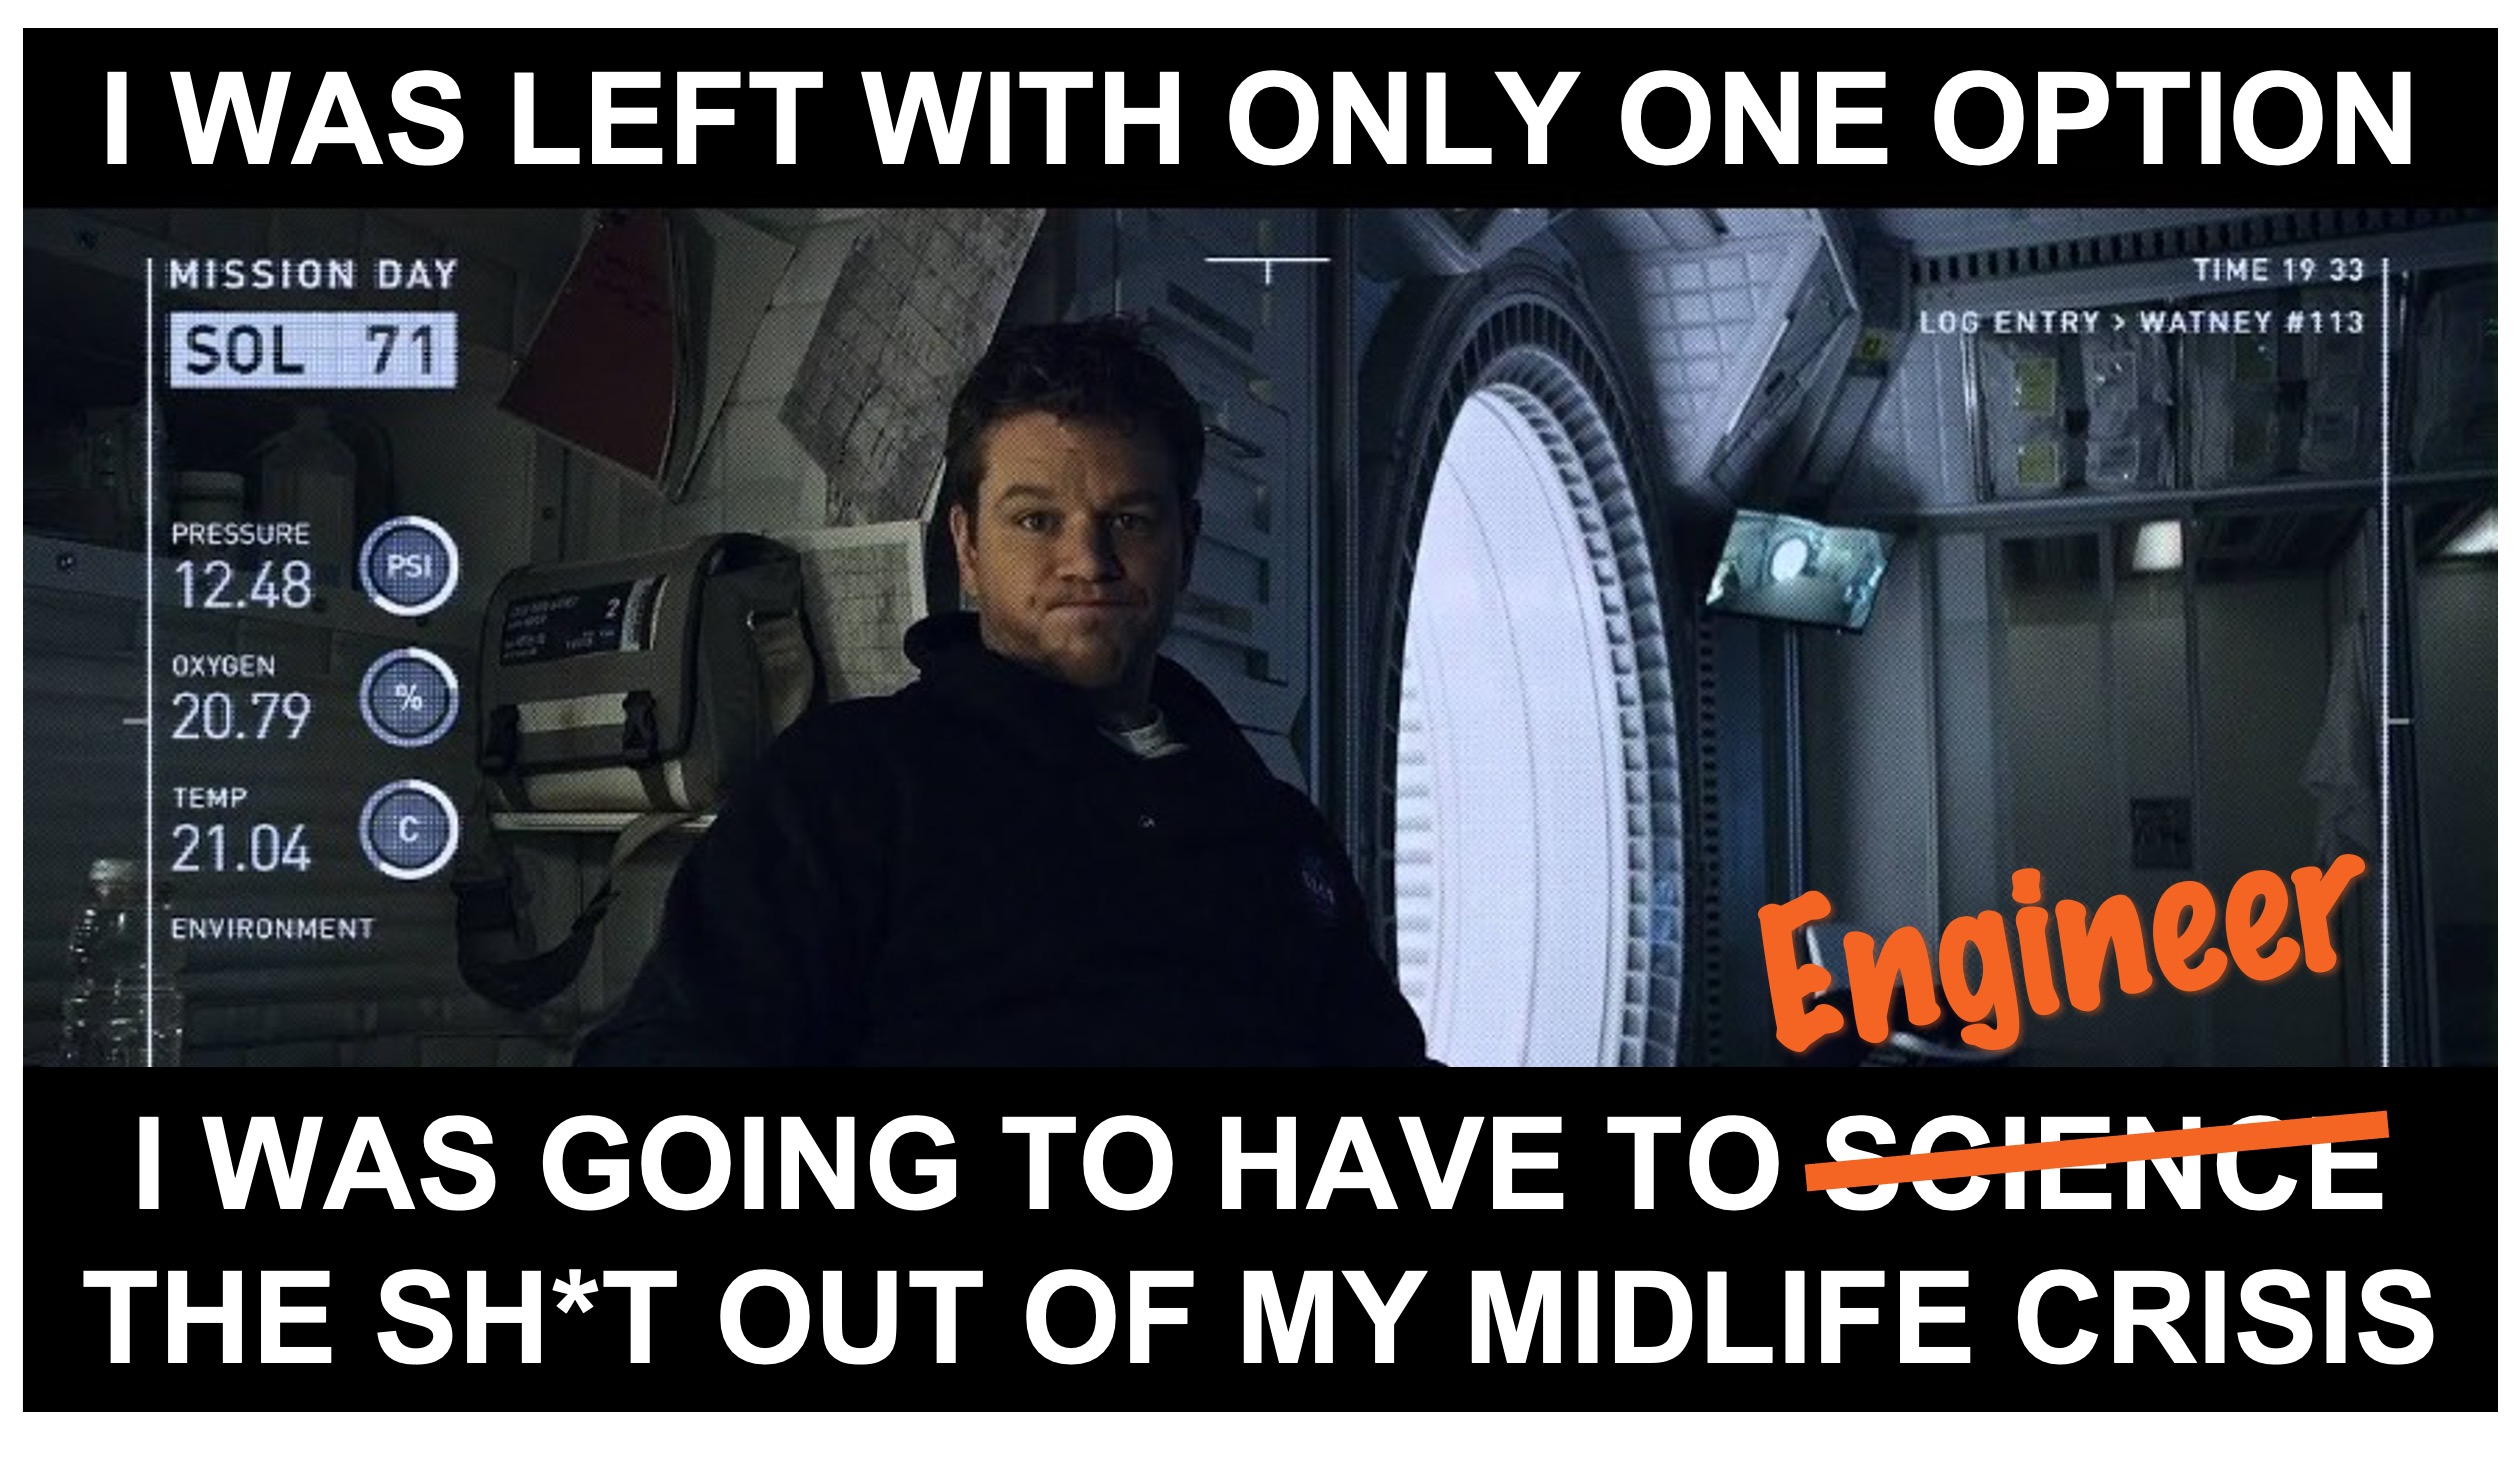 I WAS LEFT WITH ONLY ONE OPTION
MISSION DAY
SOL 71
TIME 19 33
LOG ENTRY > WATNEY #113
PRESSURE
12.48 PSI
OXYGEN
20.79 %
TEMP
21.04 C
ENVIRONMENT
2
Engineer
I WAS GOING TO HAVE TO SCIENCE
THE SH*T OUT OF MY MIDLIFE CRISIS